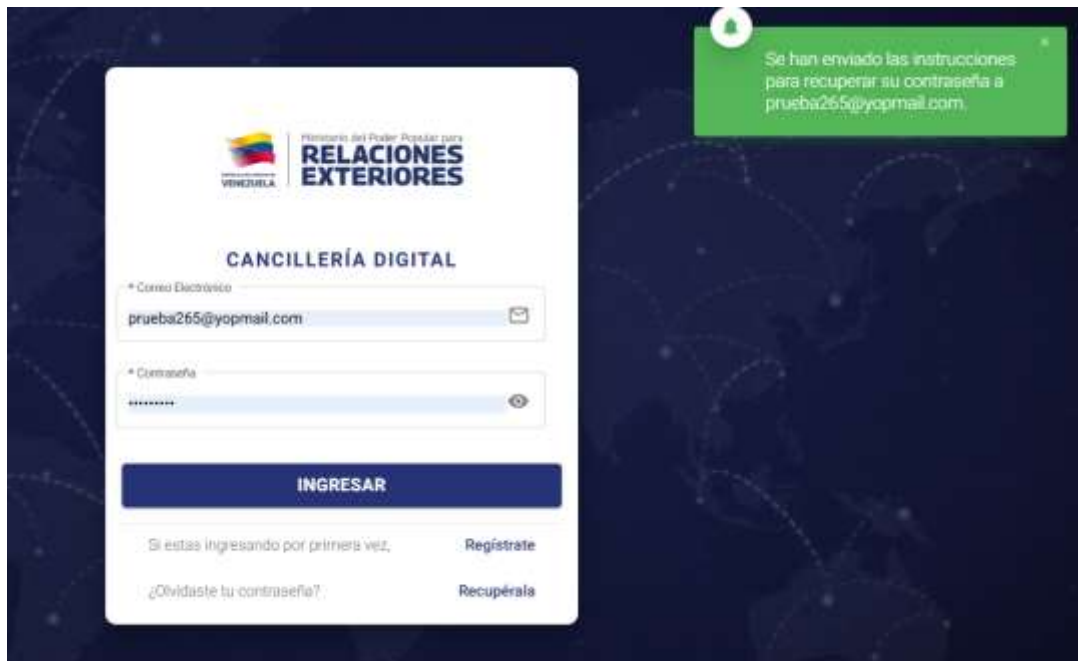 Se han enviado las instrucciones
para recuperar su contraseña a
prueba265@yopmail.com.
Ministerio del Poder Popular para
RELACIONES
EXTERIORES
VENEZUELA
CANCILLERÍA DIGITAL
* Correo Electrónico
prueba265@yopmail.com
* Contraseña
•••••••••
INGRESAR
Si estas ingresando por primera vez, Regístrate
¿Olvidaste tu contraseña? Recupérala